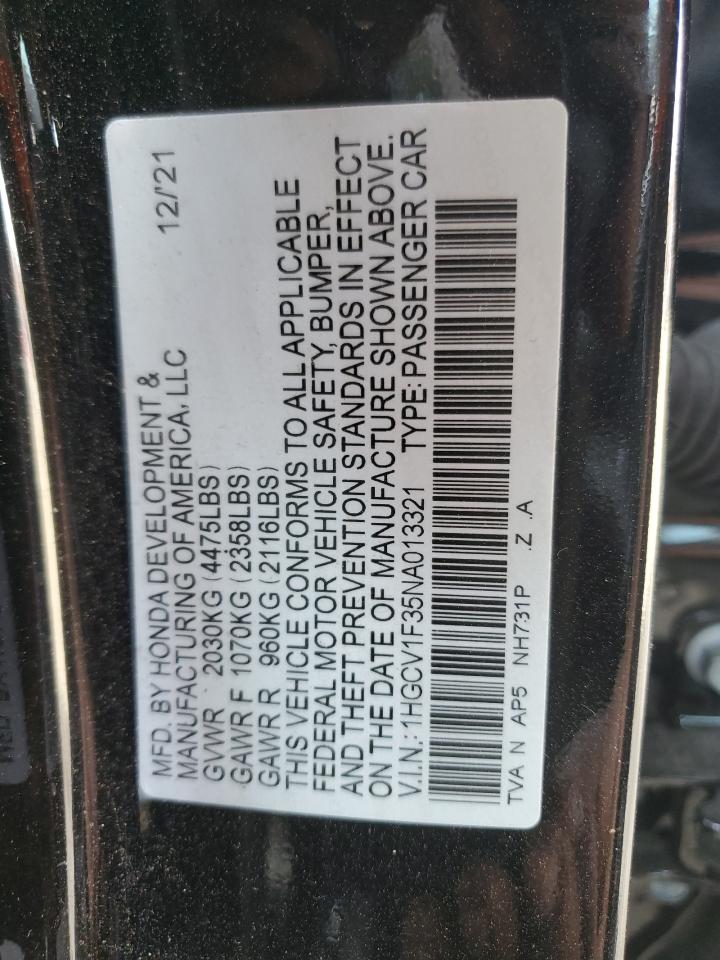 MFD. BY HONDA DEVELOPMENT &
MANUFACTURING OF AMERICA, LLC 12/'21
GVWR 2030KG (4475LBS)
GAWR F 1070KG (2358LBS)
GAWR R 960KG (2116LBS)
THIS VEHICLE CONFORMS TO ALL APPLICABLE
FEDERAL MOTOR VEHICLE SAFETY, BUMPER,
AND THEFT PREVENTION STANDARDS IN EFFECT
ON THE DATE OF MANUFACTURE SHOWN ABOVE.
V.I.N.: 1HGCV1F35NA013321 TYPE: PASSENGER CAR
TVA N AP5 NH731P .Z .A